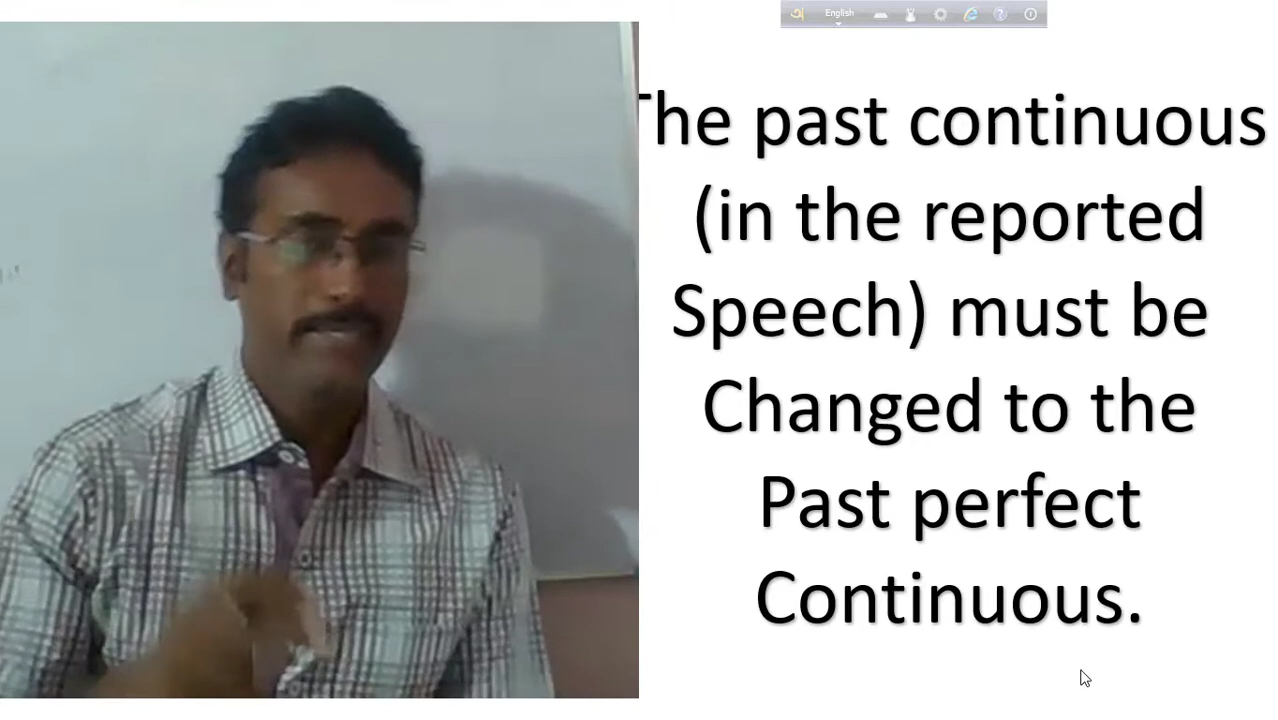 English
The past continuous
(in the reported
Speech) must be
Changed to the
Past perfect
Continuous.